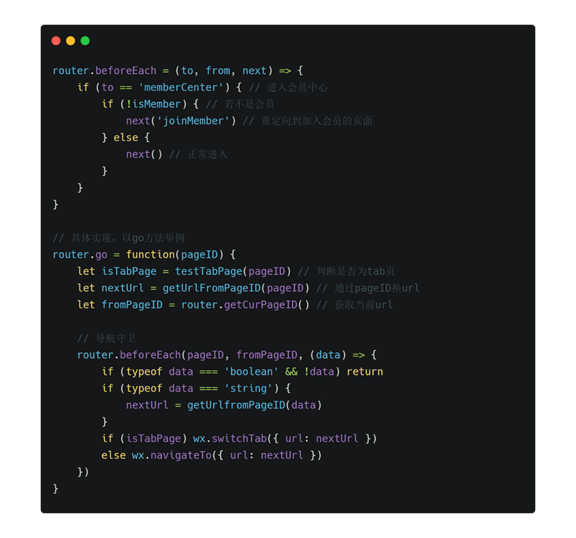 router.beforeEach = (to, from, next) => {
    if (to == 'memberCenter') { // 进入会员中心
        if (!isMember) { // 若不是会员
            next('joinMember') // 重定向到加入会员的页面
        } else {
            next() // 正常进入
        }
    }
}

// 具体实现，以go方法举例
router.go = function(pageID) {
    let isTabPage = testTabPage(pageID) // 判断是否为tab页
    let nextUrl = getUrlFromPageID(pageID) // 通过pageID换url
    let fromPageID = router.getCurPageID() // 获取当前url

    // 导航守卫
    router.beforeEach(pageID, fromPageID, (data) => {
        if (typeof data === 'boolean' && !data) return
        if (typeof data === 'string') {
            nextUrl = getUrlfromPageID(data)
        }
        if (isTabPage) wx.switchTab({ url: nextUrl })
        else wx.navigateTo({ url: nextUrl })
    })
}